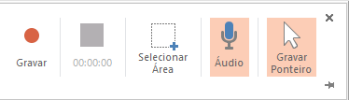 Gravar
00:00:00
Selecionar
Área
Áudio
Gravar
Ponteiro